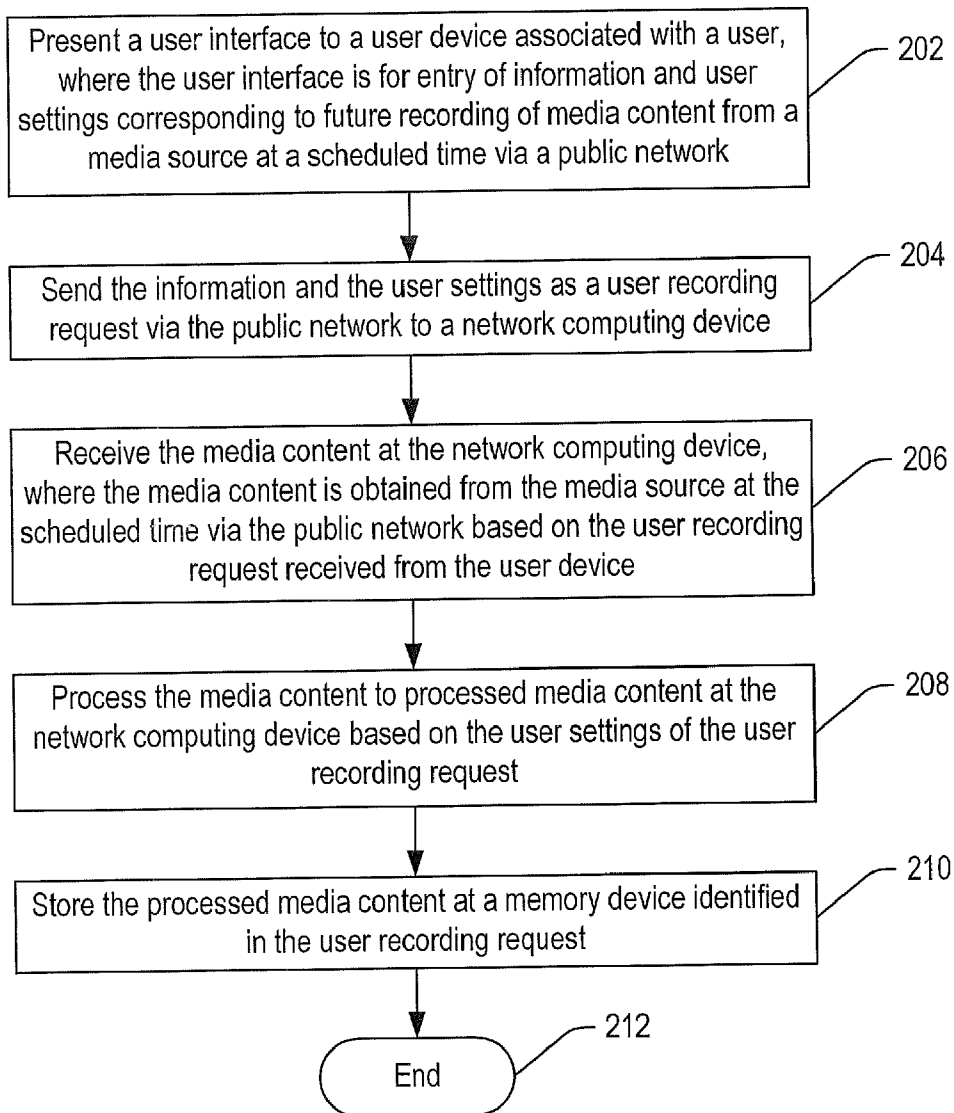 Present a user interface to a user device associated with a user,
where the user interface is for entry of information and user
settings corresponding to future recording of media content from a
media source at a scheduled time via a public network
202
Send the information and the user settings as a user recording
request via the public network to a network computing device
204
Receive the media content at the network computing device,
where the media content is obtained from the media source at the
scheduled time via the public network based on the user recording
request received from the user device
206
Process the media content to processed media content at the
network computing device based on the user settings of the user
recording request
208
Store the processed media content at a memory device identified
in the user recording request
210
End
212